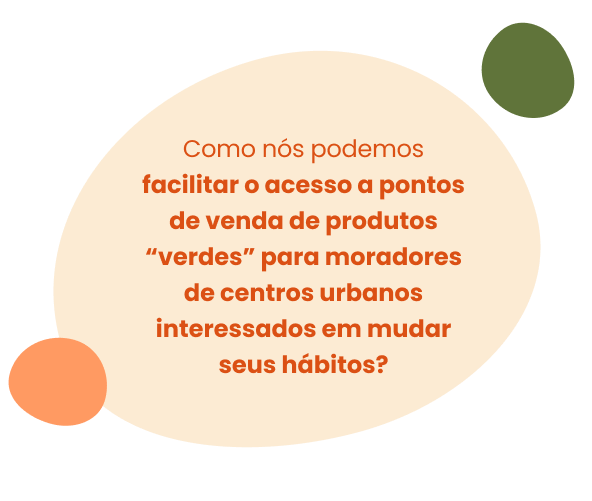 Como nós podemos
facilitar o acesso a pontos
de venda de produtos
“verdes” para moradores
de centros urbanos
interessados em mudar
seus hábitos?